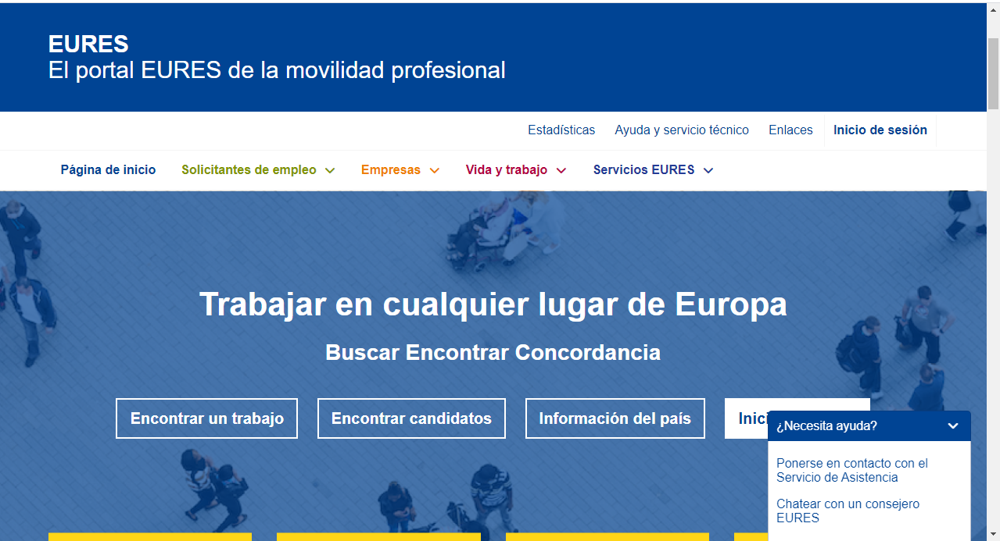 EURES
El portal EURES de la movilidad profesional
Estadísticas Ayuda y servicio técnico Enlaces Inicio de sesión
Página de inicio Solicitantes de empleo Empresas Vida y trabajo Servicios EURES
Trabajar en cualquier lugar de Europa
Buscar Encontrar Concordancia
Encontrar un trabajo Encontrar candidatos Información del país
¿Necesita ayuda?
Ponerse en contacto con el
Servicio de Asistencia
Chatear con un consejero
EURES